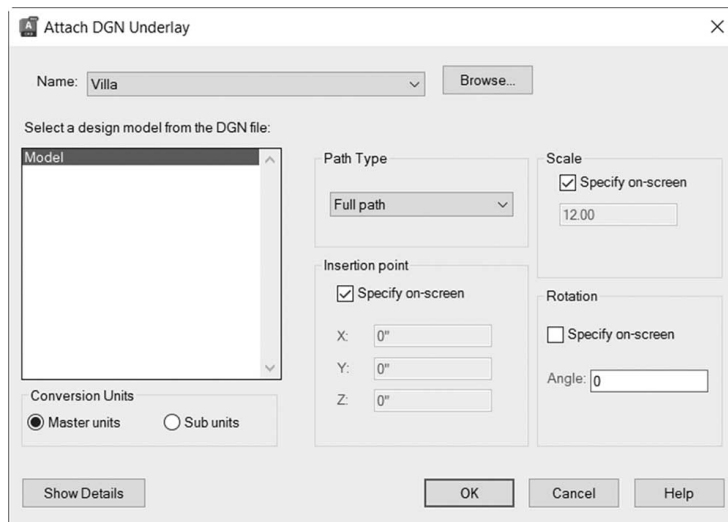 Attach DGN Underlay
Name: Villa
Browse...
Select a design model from the DGN file:
Model
Path Type
Full path
Scale
Specify on-screen
12.00
Insertion point
Specify on-screen
X: 0"
Y: 0"
Z: 0"
Rotation
Specify on-screen
Angle: 0
Conversion Units
Master units
Sub units
Show Details
OK
Cancel
Help